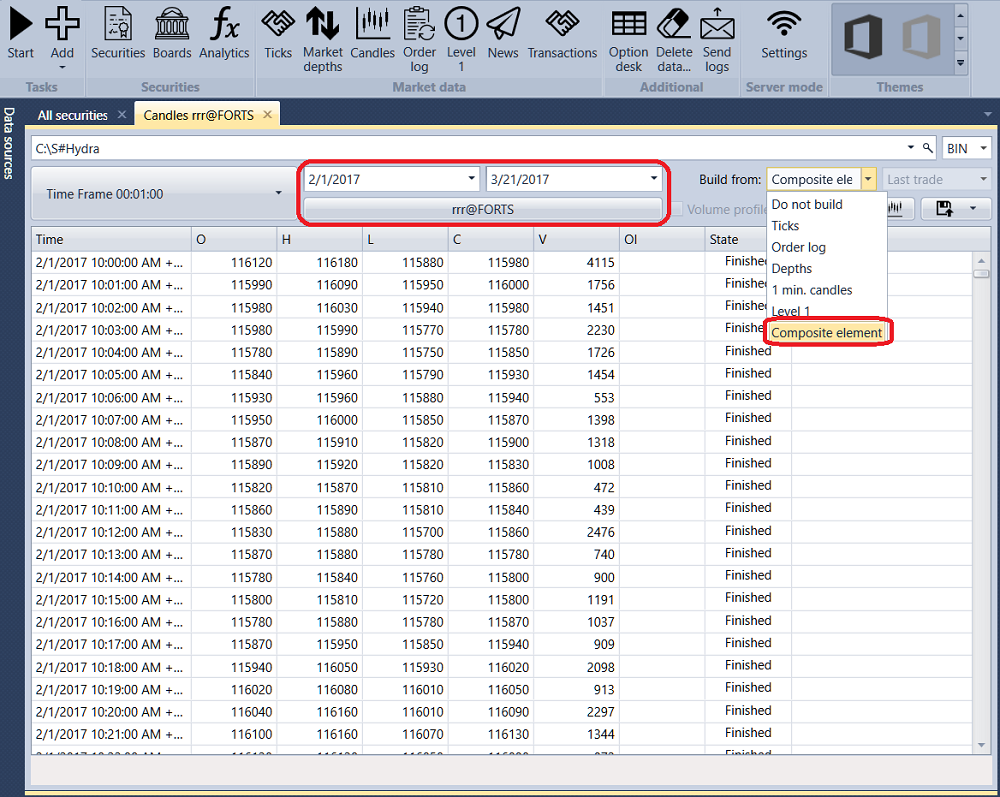 Start Add Securities Boards Analytics Ticks Market depths Candles Order log Level 1 News Transactions Option desk Delete data... Send logs Settings
Tasks Securities Market data Additional Server mode Themes
Data sources
All securities Candles rrr@FORTS
C:\S#Hydra BIN
Time Frame 00:01:00 2/1/2017 3/21/2017 Build from: Composite ele Last trade
rrr@FORTS Volume profile
Do not build
Ticks
Order log
Depths
1 min. candles
Level 1
Composite element
Time O H L C V OI State
2/1/2017 10:00:00 AM +... 116120 116180 115880 115980 4115 Finished
2/1/2017 10:01:00 AM +... 115990 116090 115950 116000 1756 Finished
2/1/2017 10:02:00 AM +... 115980 116030 115940 115980 1451 Finished
2/1/2017 10:03:00 AM +... 115980 115990 115770 115780 2230 Finished
2/1/2017 10:04:00 AM +... 115780 115890 115750 115850 1726 Finished
2/1/2017 10:05:00 AM +... 115840 115960 115790 115930 1454 Finished
2/1/2017 10:06:00 AM +... 115930 115960 115880 115940 553 Finished
2/1/2017 10:07:00 AM +... 115950 116000 115850 115870 1398 Finished
2/1/2017 10:08:00 AM +... 115870 115910 115820 115900 1318 Finished
2/1/2017 10:09:00 AM +... 115890 115920 115820 115830 1008 Finished
2/1/2017 10:10:00 AM +... 115820 115870 115810 115860 472 Finished
2/1/2017 10:11:00 AM +... 115860 115890 115810 115840 439 Finished
2/1/2017 10:12:00 AM +... 115830 115880 115700 115860 2476 Finished
2/1/2017 10:13:00 AM +... 115870 115880 115780 115780 740 Finished
2/1/2017 10:14:00 AM +... 115780 115840 115760 115800 900 Finished
2/1/2017 10:15:00 AM +... 115800 115810 115720 115800 1191 Finished
2/1/2017 10:16:00 AM +... 115780 115880 115780 115870 1037 Finished
2/1/2017 10:17:00 AM +... 115870 115950 115850 115940 909 Finished
2/1/2017 10:18:00 AM +... 115940 116050 115930 116020 2098 Finished
2/1/2017 10:19:00 AM +... 116020 116080 116010 116050 913 Finished
2/1/2017 10:20:00 AM +... 116040 116160 116010 116090 2297 Finished
2/1/2017 10:21:00 AM +... 116100 116160 116070 116130 1344 Finished